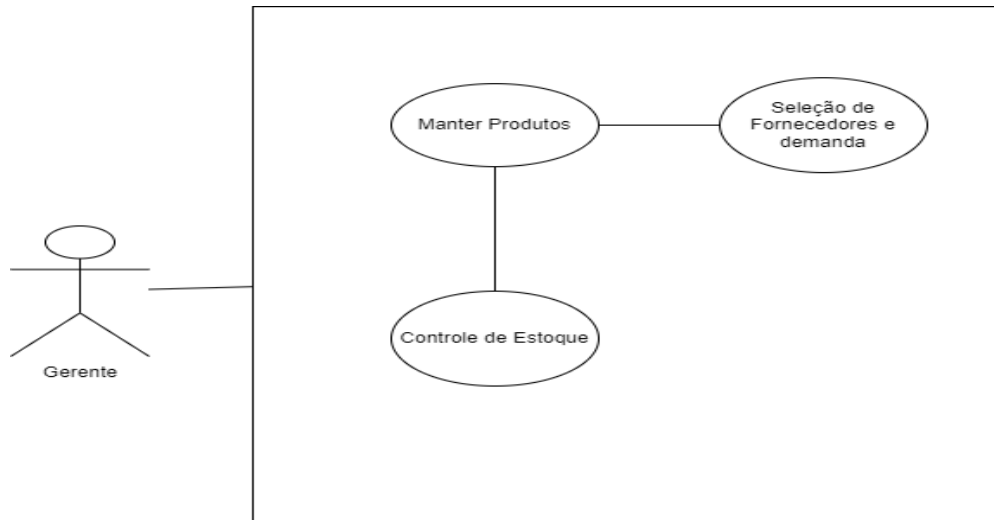 Manter Produtos
Seleção de
Fornecedores e
demanda
Controle de Estoque
Gerente